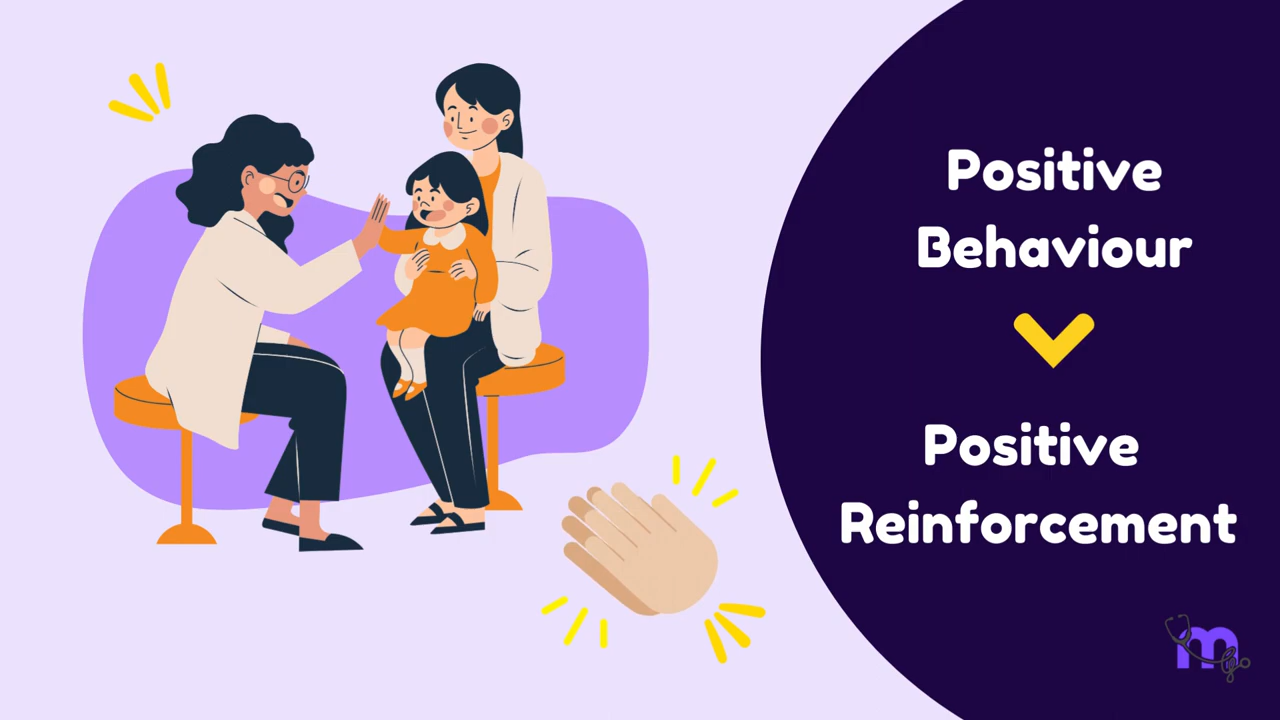 Positive
Behaviour
Positive
Reinforcement
m